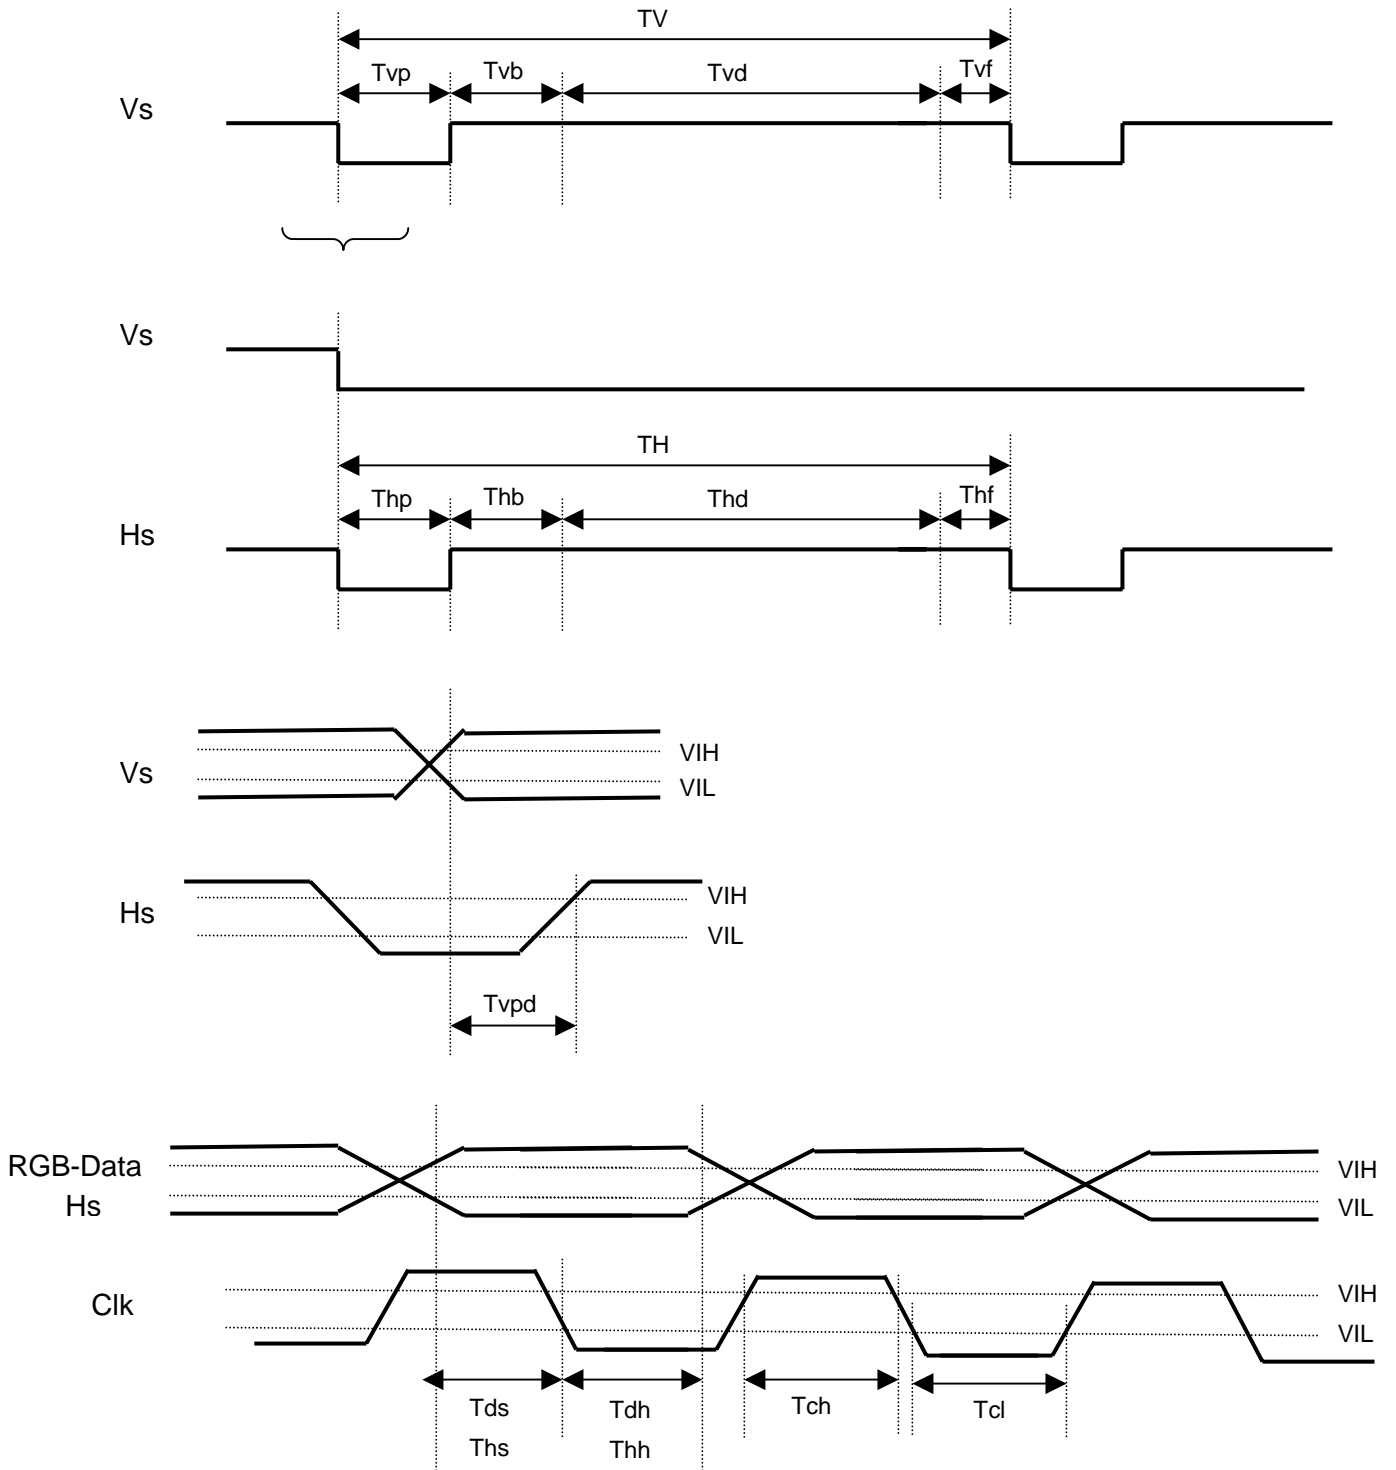 TV
Tvp Tvb Tvd Tvf
Vs
Vs
TH
Thp Thb Thd Thf
Hs
VIH
Vs
VIL
VIH
Hs
VIL
Tvpd
RGB-Data
VIH
Hs
VIL
VIH
Clk
VIL
Tds Tdh Tch Tcl
Ths Thh